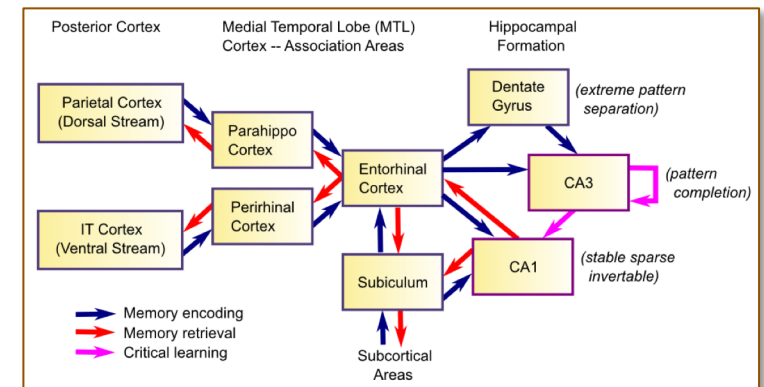 Posterior Cortex
Medial Temporal Lobe (MTL)
Cortex -- Association Areas
Hippocampal
Formation
Parietal Cortex
(Dorsal Stream)
Parahippo
Cortex
Dentate
Gyrus
(extreme pattern
separation)
Entorhinal
Cortex
CA3
(pattern
completion)
IT Cortex
(Ventral Stream)
Perirhinal
Cortex
Subiculum
CA1
(stable sparse
invertable)
Memory encoding
Memory retrieval
Critical learning
Subcortical
Areas